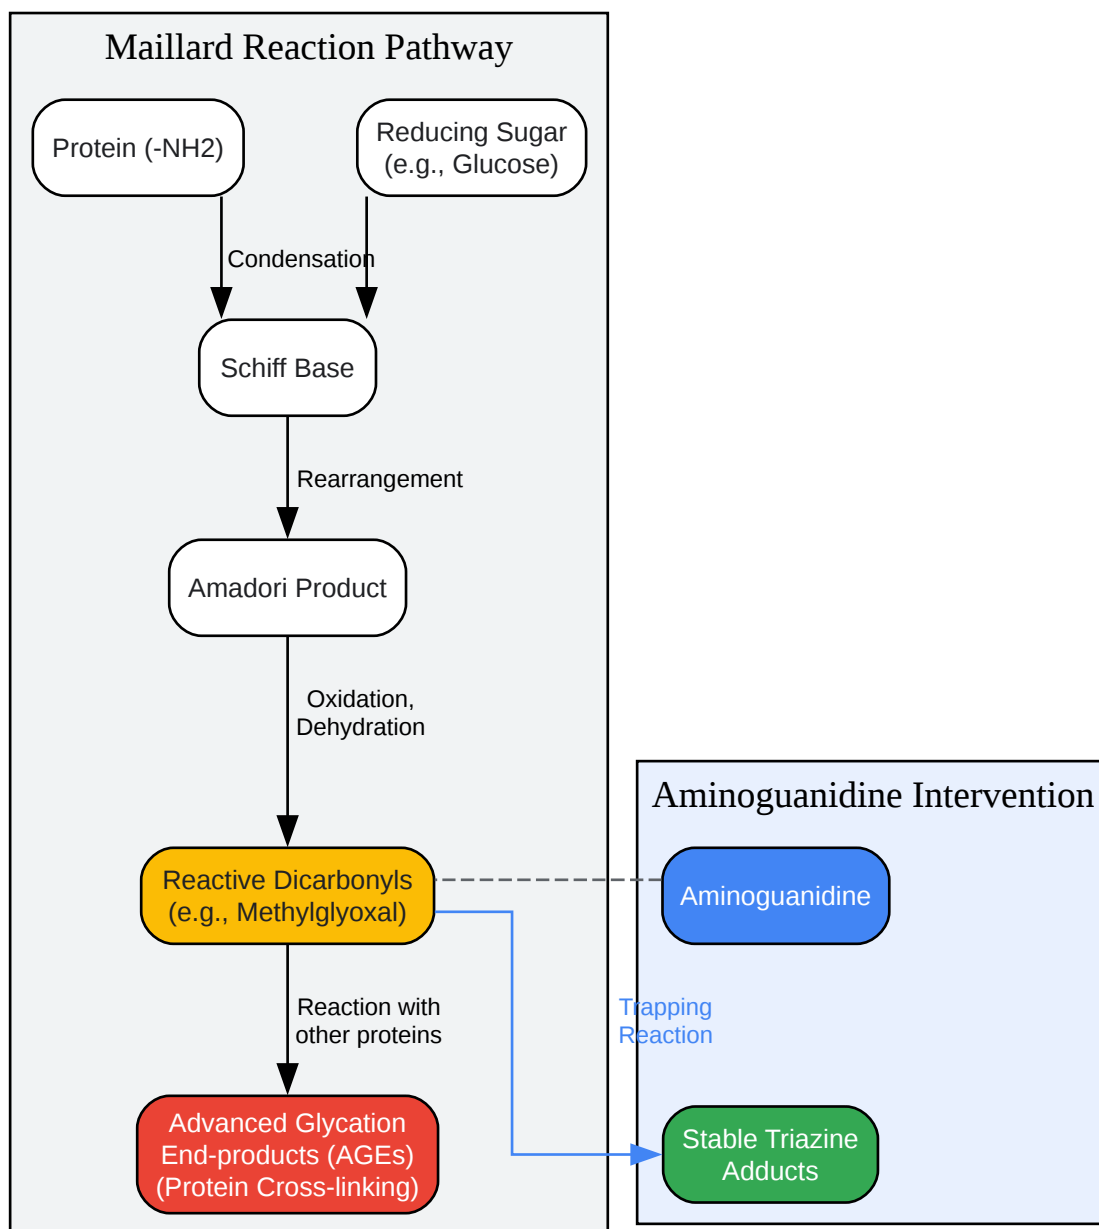 Maillard Reaction Pathway
Protein (-NH2)
Reducing Sugar
(e.g., Glucose)
Condensation
Schiff Base
Rearrangement
Amadori Product
Oxidation,
Dehydration
Reactive Dicarbonyls
(e.g., Methylglyoxal)
Reaction with
other proteins
Advanced Glycation
End-products (AGEs)
(Protein Cross-linking)
Aminoguanidine Intervention
Aminoguanidine
Trapping
Reaction
Stable Triazine
Adducts